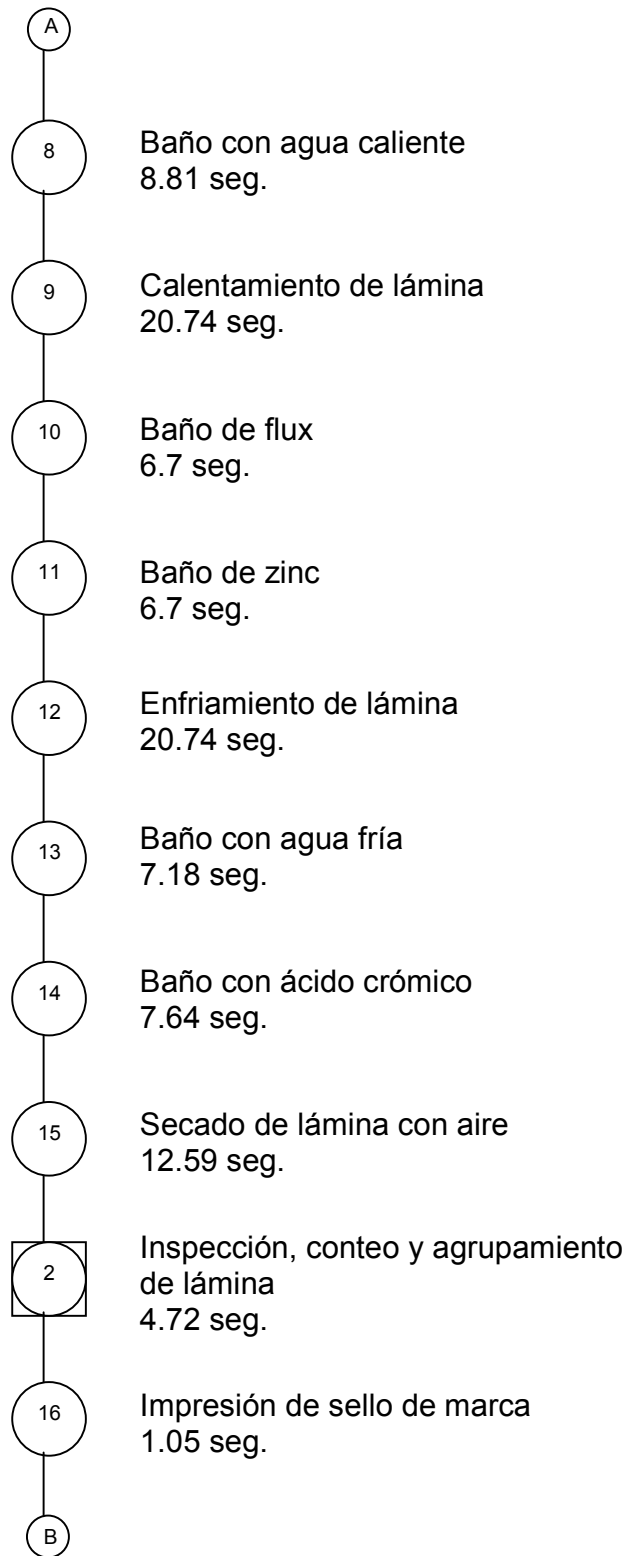 A
8
Baño con agua caliente
8.81 seg.
9
Calentamiento de lámina
20.74 seg.
10
Baño de flux
6.7 seg.
11
Baño de zinc
6.7 seg.
12
Enfriamiento de lámina
20.74 seg.
13
Baño con agua fría
7.18 seg.
14
Baño con ácido crómico
7.64 seg.
15
Secado de lámina con aire
12.59 seg.
2
Inspección, conteo y agrupamiento
de lámina
4.72 seg.
16
Impresión de sello de marca
1.05 seg.
B